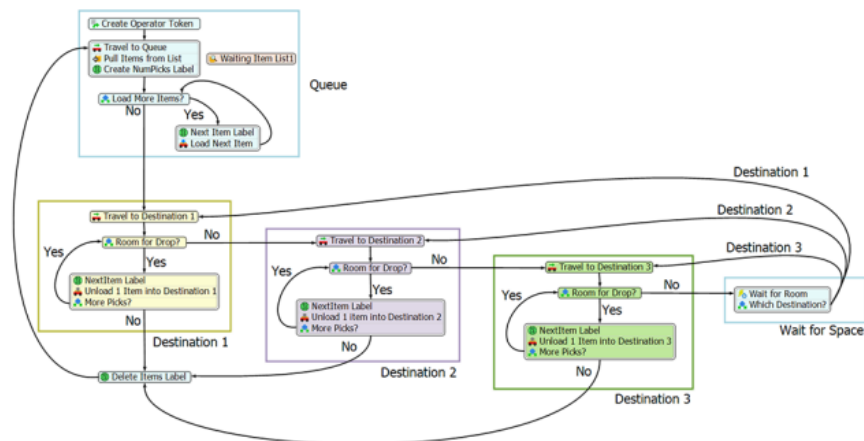 Create Operator Token
Travel to Queue
Pull Items from List
Create NumPicks Label
Waiting Item List1
Queue
Load More Items?
No
Yes
Next Item Label
Load Next Item
Destination 1
Destination 2
Destination 3
Travel to Destination 1
Room for Drop?
No
Yes
Yes
NextItem Label
Unload 1 Item into Destination 1
More Picks?
No
Destination 1
Travel to Destination 2
Room for Drop?
No
Yes
Yes
NextItem Label
Unload 1 item into Destination 2
More Picks?
No
Destination 2
Travel to Destination 3
Room for Drop?
No
Yes
Yes
NextItem Label
Unload 1 Item into Destination 3
More Picks?
No
Destination 3
Wait for Room
Which Destination?
Wait for Space
Delete Items Label